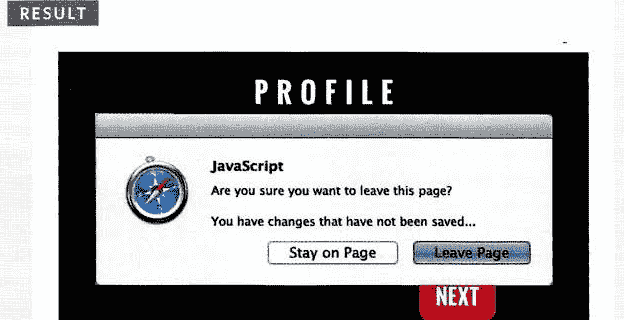 RESULT
PROFILE
JavaScript
Are you sure you want to leave this page?
You have changes that have not been saved...
Stay on Page
Leave Page
NEXT